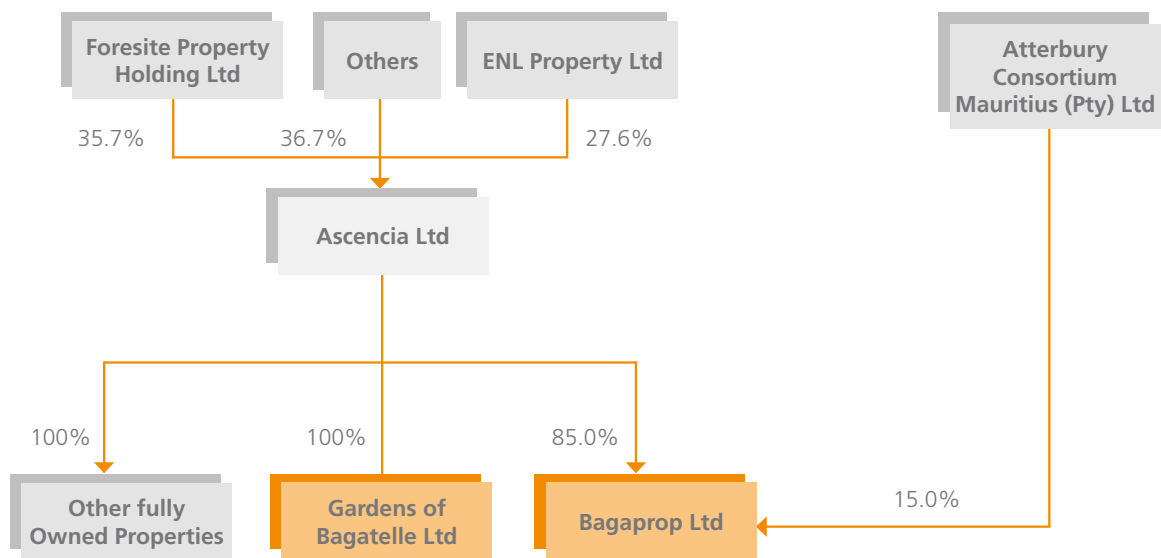 Foresite Property
Holding Ltd
Others
ENL Property Ltd
Atterbury
Consortium
Mauritius (Pty) Ltd
35.7%
36.7%
27.6%
Ascencia Ltd
100%
100%
85.0%
Other fully
Owned Properties
Gardens of
Bagatelle Ltd
Bagaprop Ltd
15.0%